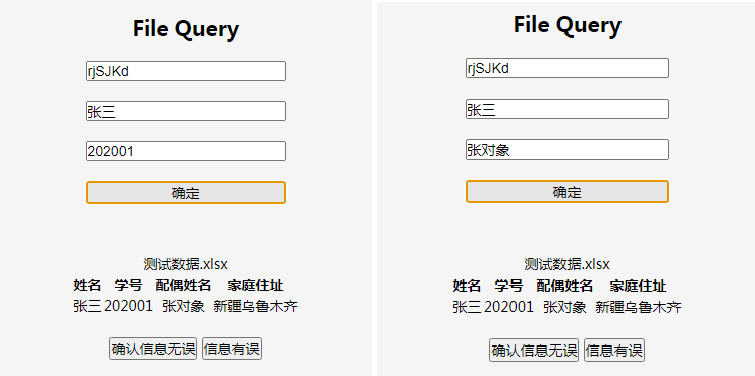 File Query
rjSJKd
张三
202001
确定
测试数据.xlsx
姓名 学号 配偶姓名 家庭住址
张三 202001 张对象 新疆乌鲁木齐
确认信息无误 信息有误
File Query
rjSJKd
张三
张对象
确定
测试数据.xlsx
姓名 学号 配偶姓名 家庭住址
张三 202001 张对象 新疆乌鲁木齐
确认信息无误 信息有误